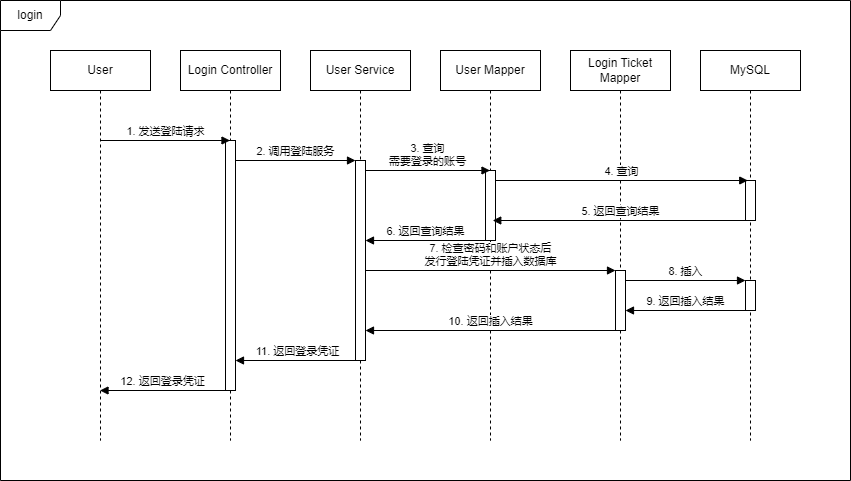 login
User
Login Controller
User Service
User Mapper
Login Ticket
Mapper
MySQL
1. 发送登陆请求
2. 调用登陆服务
3. 查询
需要登录的账号
4. 查询
5. 返回查询结果
6. 返回查询结果
7. 检查密码和账户状态后
发行登陆凭证并插入数据库
8. 插入
9. 返回插入结果
10. 返回插入结果
11. 返回登录凭证
12. 返回登录凭证